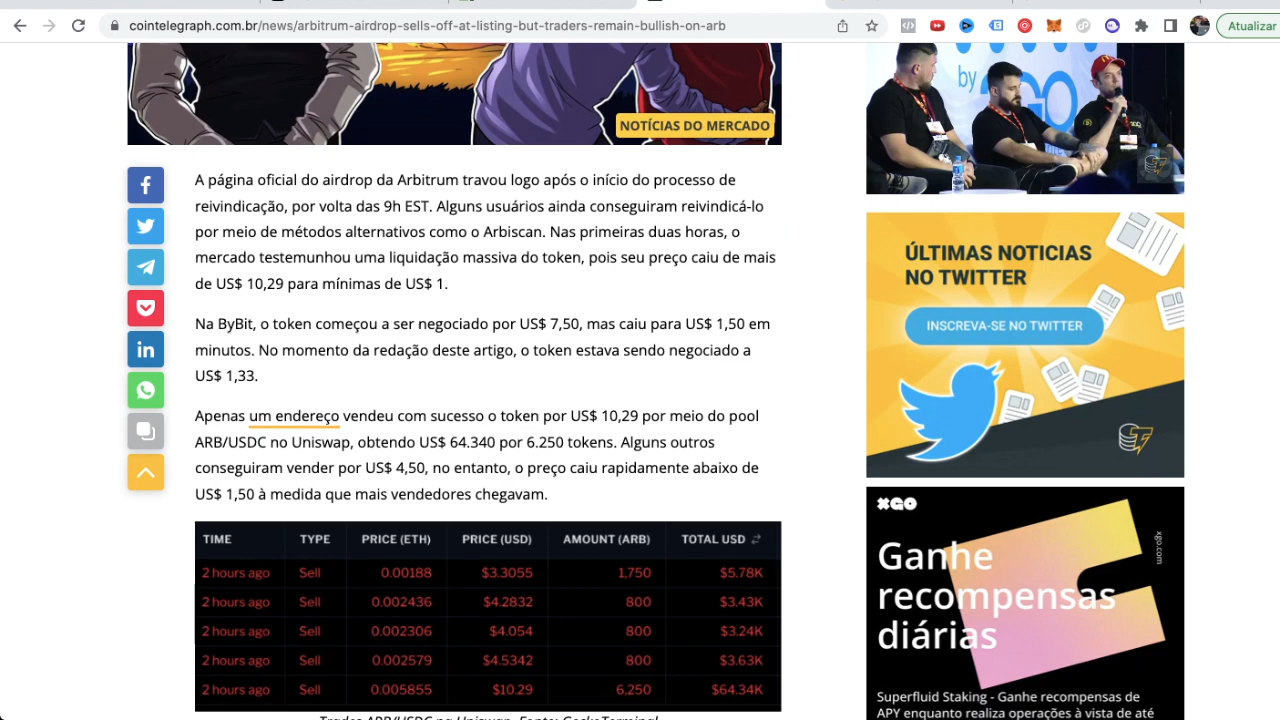 cointelegraph.com.br/news/arbitrum-airdrop-sells-off-at-listing-but-traders-remain-bullish-on-arb
Atualizar
NOTÍCIAS DO MERCADO
A página oficial do airdrop da Arbitrum travou logo após o início do processo de
reivindicação, por volta das 9h EST. Alguns usuários ainda conseguiram reivindicá-lo
por meio de métodos alternativos como o Arbiscan. Nas primeiras duas horas, o
mercado testemunhou uma liquidação massiva do token, pois seu preço caiu de mais
de US$ 10,29 para mínimas de US$ 1.
Na ByBit, o token começou a ser negociado por US$ 7,50, mas caiu para US$ 1,50 em
minutos. No momento da redação deste artigo, o token estava sendo negociado a
US$ 1,33.
Apenas um endereço vendeu com sucesso o token por US$ 10,29 por meio do pool
ARB/USDC no Uniswap, obtendo US$ 64.340 por 6.250 tokens. Alguns outros
conseguiram vender por US$ 4,50, no entanto, o preço caiu rapidamente abaixo de
US$ 1,50 à medida que mais vendedores chegavam.
TIME TYPE PRICE (ETH) PRICE (USD) AMOUNT (ARB) TOTAL USD
2 hours ago Sell 0.00188 $3.3055 1,750 $5.78K
2 hours ago Sell 0.002436 $4.2832 800 $3.43K
2 hours ago Sell 0.002306 $4.054 800 $3.24K
2 hours ago Sell 0.002579 $4.5342 800 $3.63K
2 hours ago Sell 0.005855 $10.29 6,250 $64.34K
Trades ARB/USDC na Uniswap. Fonte: GeckoTerminal
by
ÚLTIMAS NOTICIAS
NO TWITTER
INSCREVA-SE NO TWITTER
XGO
xgo.com
Ganhe
recompensas
diárias
Superfluid Staking - Ganhe recompensas de
APY enquanto realiza operações à vista de até